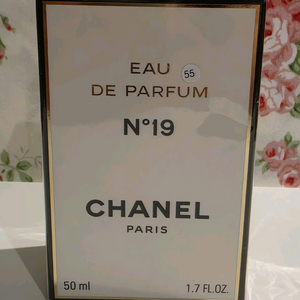 EAU
55
DE PARFUM
N°19
CHANEL
PARIS
50 ml 1.7 FL.OZ.